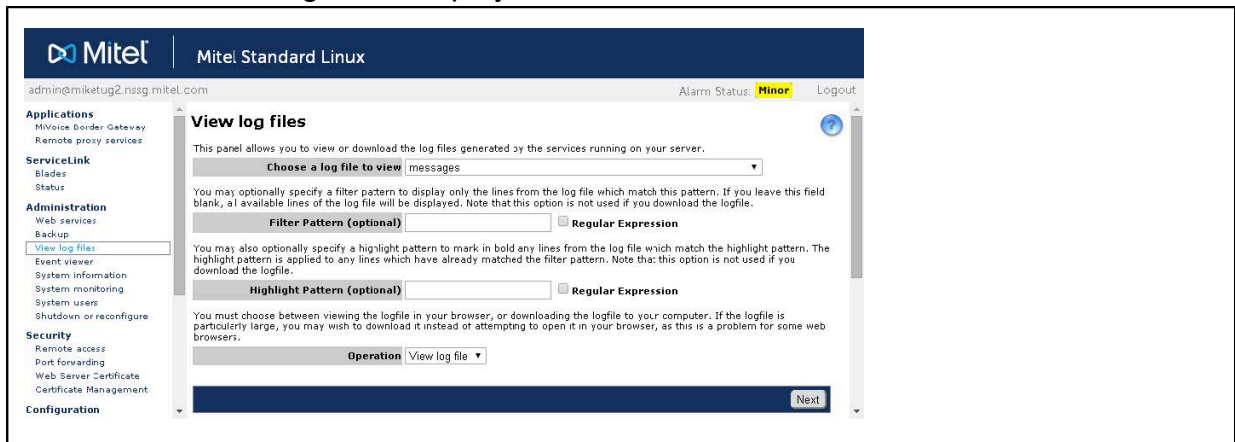 Mitel
Mitel Standard Linux
admin@miketug2.nssg.mitel.com
Alarm Status: Minor
Logout
Applications
MiVoice Border Gateway
Remote proxy services
ServiceLink
Blades
Status
Administration
Web services
Backup
View log files
Event viewer
System information
System monitoring
System users
Shutdown or reconfigure
Security
Remote access
Port forwarding
Web Server Certificate
Certificate Management
Configuration
View log files
?
This panel allows you to view or download the log files generated by the services running on your server.
Choose a log file to view messages
You may optionally specify a filter pattern to display only the lines from the log file which match this pattern. If you leave this field
blank, all available lines of the log file will be displayed. Note that this option is not used if you download the logfile.
Filter Pattern (optional) Regular Expression
You may also optionally specify a highlight pattern to mark in bold any lines from the log file which match the highlight pattern. The
highlight pattern is applied to any lines which have already matched the filter pattern. Note that this option is not used if you
download the logfile.
Highlight Pattern (optional) Regular Expression
You must choose between viewing the logfile in your browser, or downloading the logfile to your computer. If the logfile is
particularly large, you may wish to download it instead of attempting to open it in your browser, as this is a problem for some web
browsers.
Operation View log file
Next